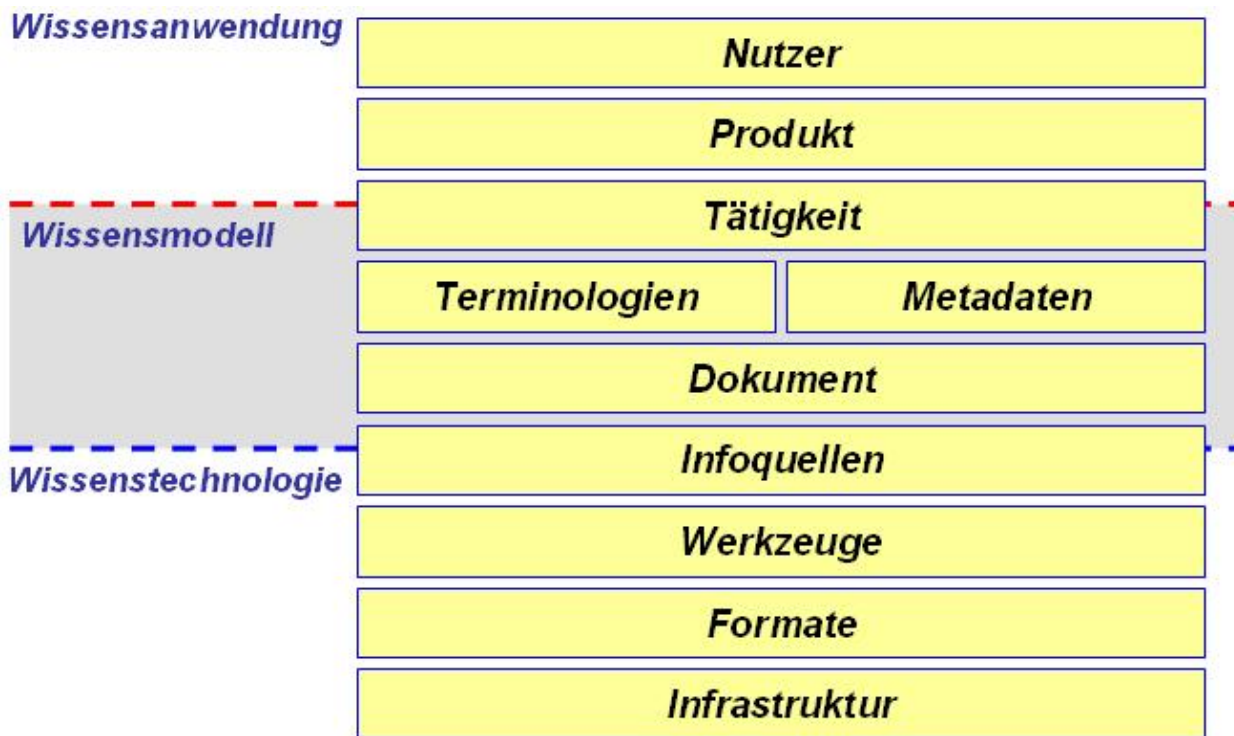 Wissensanwendung
Nutzer
Produkt
Tätigkeit
Wissensmodell
Terminologien
Metadaten
Dokument
Infoquellen
Wissenstechnologie
Werkzeuge
Formate
Infrastruktur